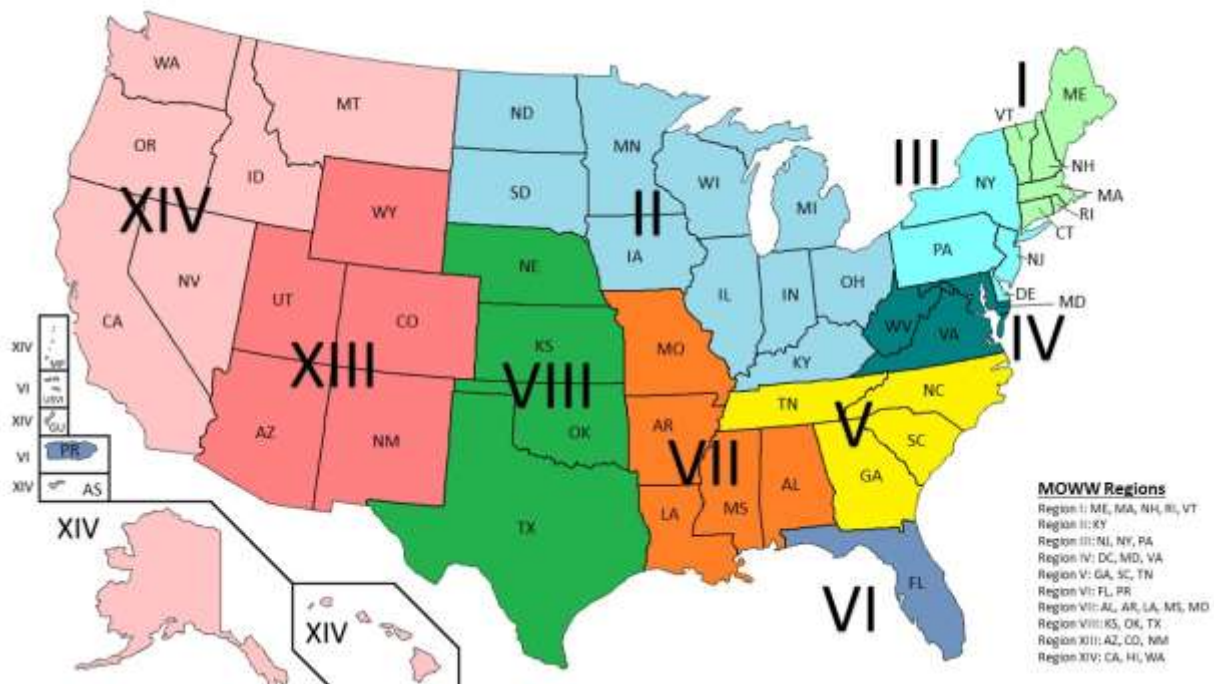 WA
MT
ND
MN
ME
I
VT
OR
ID
SD
WI
MI
III
NY
NH
MA
RI
CT
XIV
WY
II
IA
PA
NJ
NV
NE
OH
DE
MD
UT
IL
IN
WV
VA
IV
CA
CO
KS
MO
KY
XIII
VIII
TN
NC
V
XIV
MP
VI
USVI
XIV
GU
VI
PR
XIV
AS
AZ
NM
OK
AR
SC
VII
GA
MS
AL
LA
TX
XIV
FL
VI
XIV
MOWW Regions
Region I: ME, MA, NH, RI, VT
Region II: KY
Region III: NJ, NY, PA
Region IV: DC, MD, VA
Region V: GA, SC, TN
Region VI: FL, PR
Region VII: AL, AR, LA, MS, MO
Region VIII: KS, OK, TX
Region XIII: AZ, CO, NM
Region XIV: CA, HI, WA